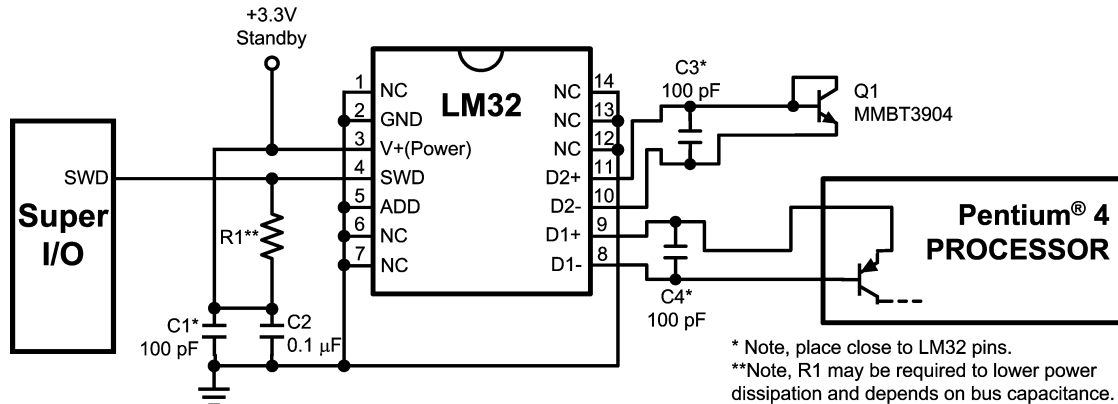 +3.3V
Standby
SWD
Super
I/O
R1**
C1*
100 pF
C2
0.1 μF
LM32
1 NC
2 GND
3 V+(Power)
4 SWD
5 ADD
6 NC
7 NC
NC 14
NC 13
NC 12
D2+ 11
D2- 10
D1+ 9
D1- 8
C3*
100 pF
Q1
MMBT3904
C4*
100 pF
Pentium® 4
PROCESSOR
* Note, place close to LM32 pins.
**Note, R1 may be required to lower power
dissipation and depends on bus capacitance.